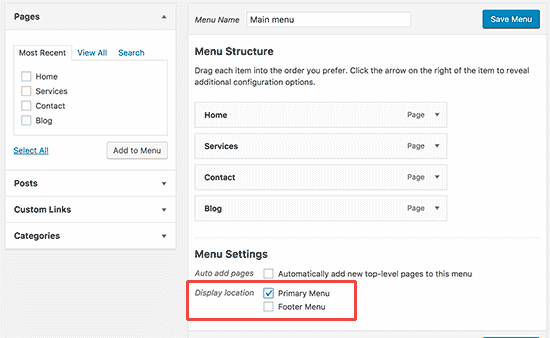 Pages
Most Recent View All Search
Home
Services
Contact
Blog
Select All Add to Menu
Posts
Custom Links
Categories
Menu Name Main menu Save Menu
Menu Structure
Drag each item into the order you prefer. Click the arrow on the right of the item to reveal
additional configuration options.
Home Page
Services Page
Contact Page
Blog Page
Menu Settings
Auto add pages Automatically add new top-level pages to this menu
Display location Primary Menu
Footer Menu